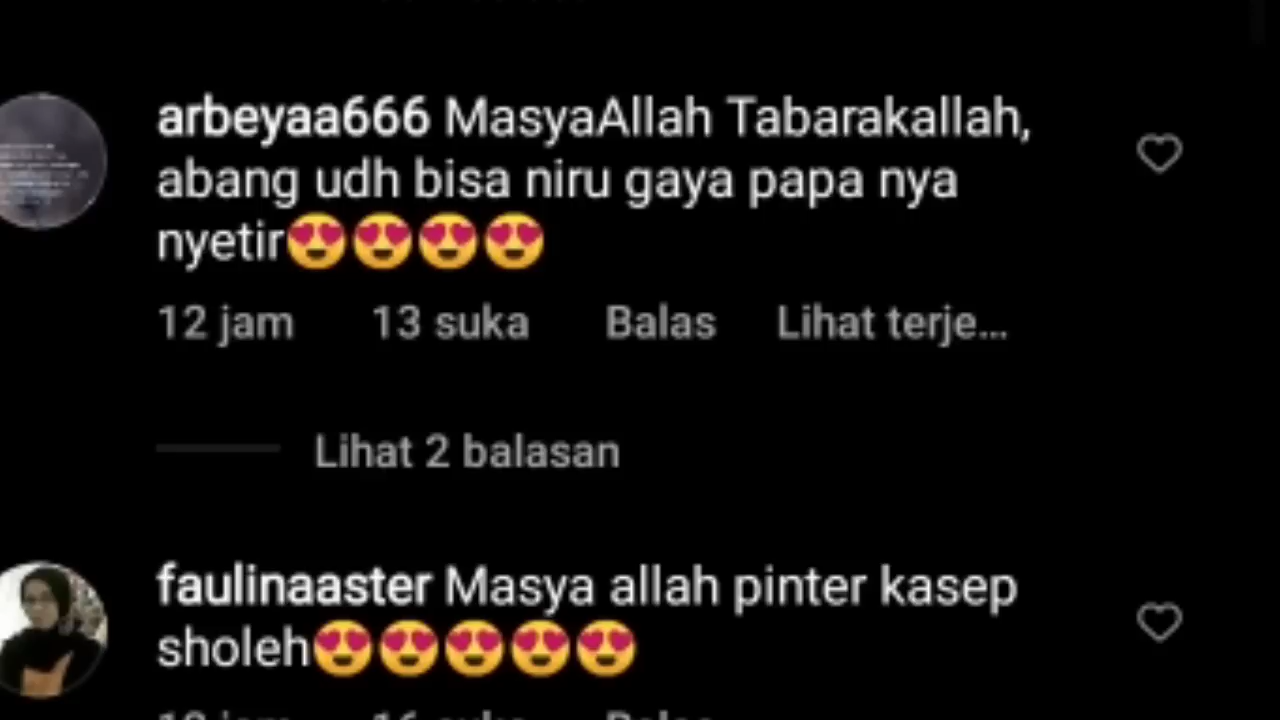 arbeyaa666 MasyaAllah Tabarakallah,
abang udh bisa niru gaya papa nya
nyetir😍😍😍😍
12 jam 13 suka Balas Lihat terje...
Lihat 2 balasan
faulinaaster Masya allah pinter kasep
sholeh😍😍😍😍😍